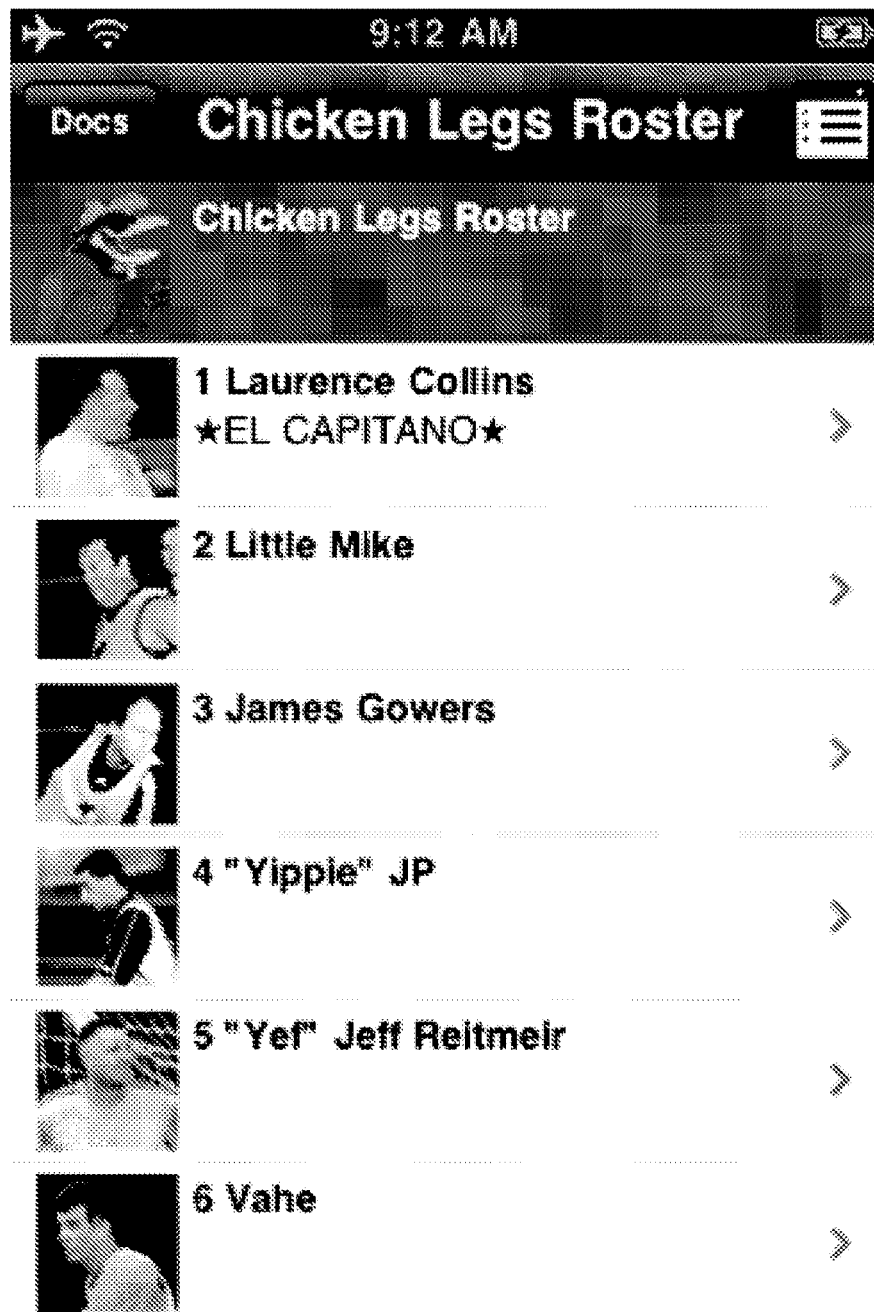 9:12 AM
Docs
Chicken Legs Roster
Chicken Legs Roster
1 Laurence Collins
★EL CAPITANO★
2 Little Mike
3 James Gowers
4 "Yippie" JP
5 "Yef" Jeff Reitmeir
6 Vahe